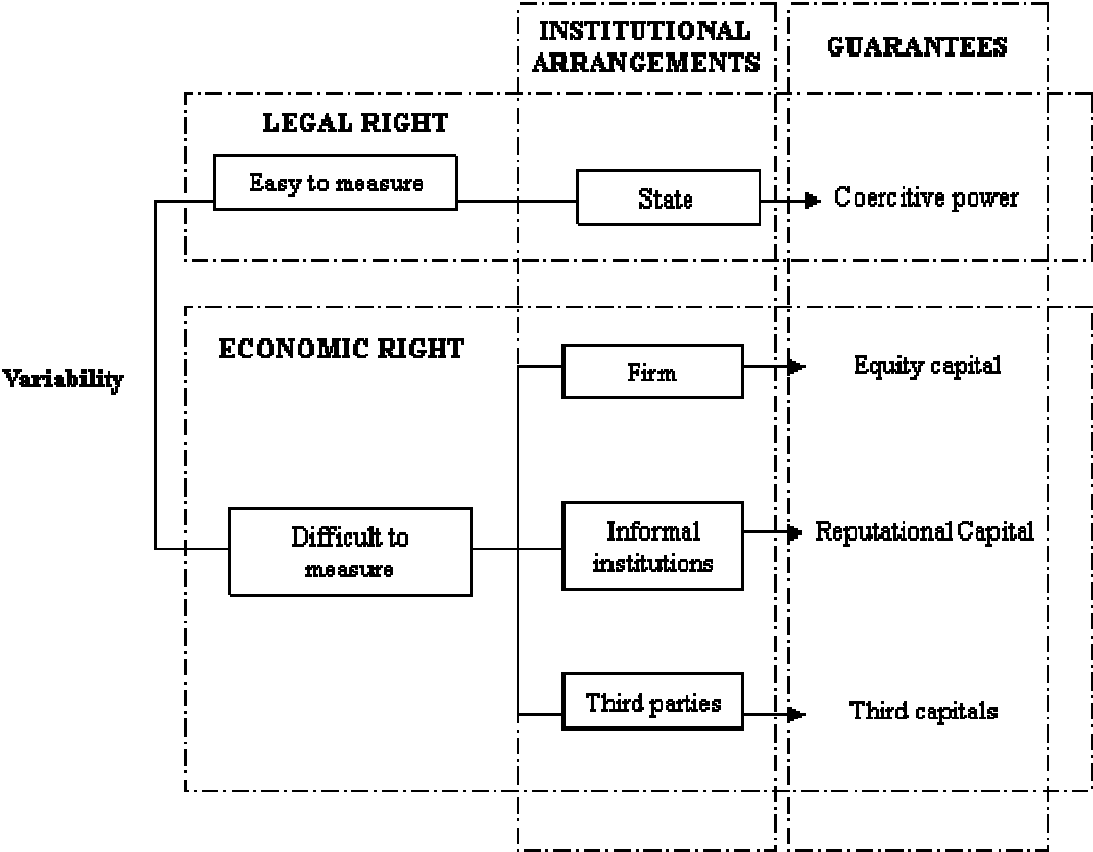 INSTITUTIONAL
ARRANGEMENTS
GUARANTEES
LEGAL RIGHT
Easy to measure
State
Coercitive power
ECONOMIC RIGHT
Variability
Firm
Equity capital
Difficult to
measure
Informal
institutions
Reputational Capital
Third parties
Third capitals